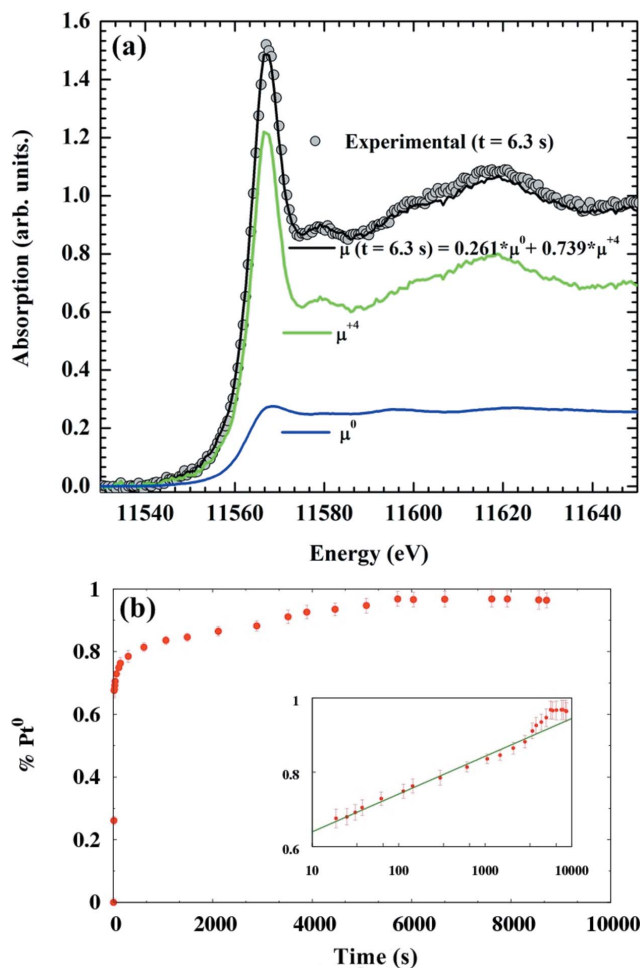 (a)
1.6
1.4
1.2
1.0
0.8
0.6
0.4
0.2
0.0
Absorption (arb. units.)
Experimental (t = 6.3 s)
μ (t = 6.3 s) = 0.261*μ⁰+ 0.739*μ⁺⁴
μ⁺⁴
μ⁰
11540 11560 11580 11600 11620 11640
Energy (eV)
(b)
1
0.8
0.6
0.4
0.2
0
% Pt⁰
1
0.8
0.6
10 100 1000 10000
0 2000 4000 6000 8000 10000
Time (s)